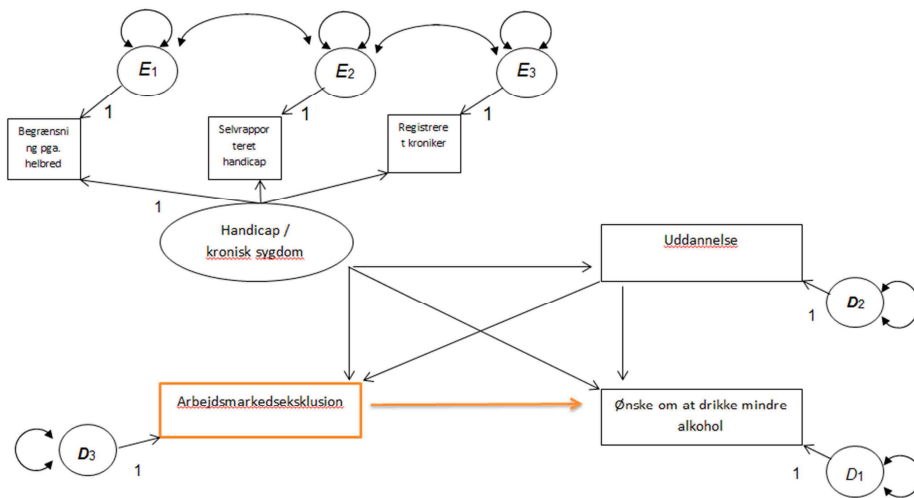 E1
E2
E3
1
1
1
Begrænsni
ng pga.
helbred
Selvrappor
teret
handicap
Registrere
t kroniker
1
Handicap /
kronisk sygdom
Uddannelse
1
D2
Arbejdsmarkedseksklusion
Ønske om at drikke mindre
alkohol
D3
1
1
D1